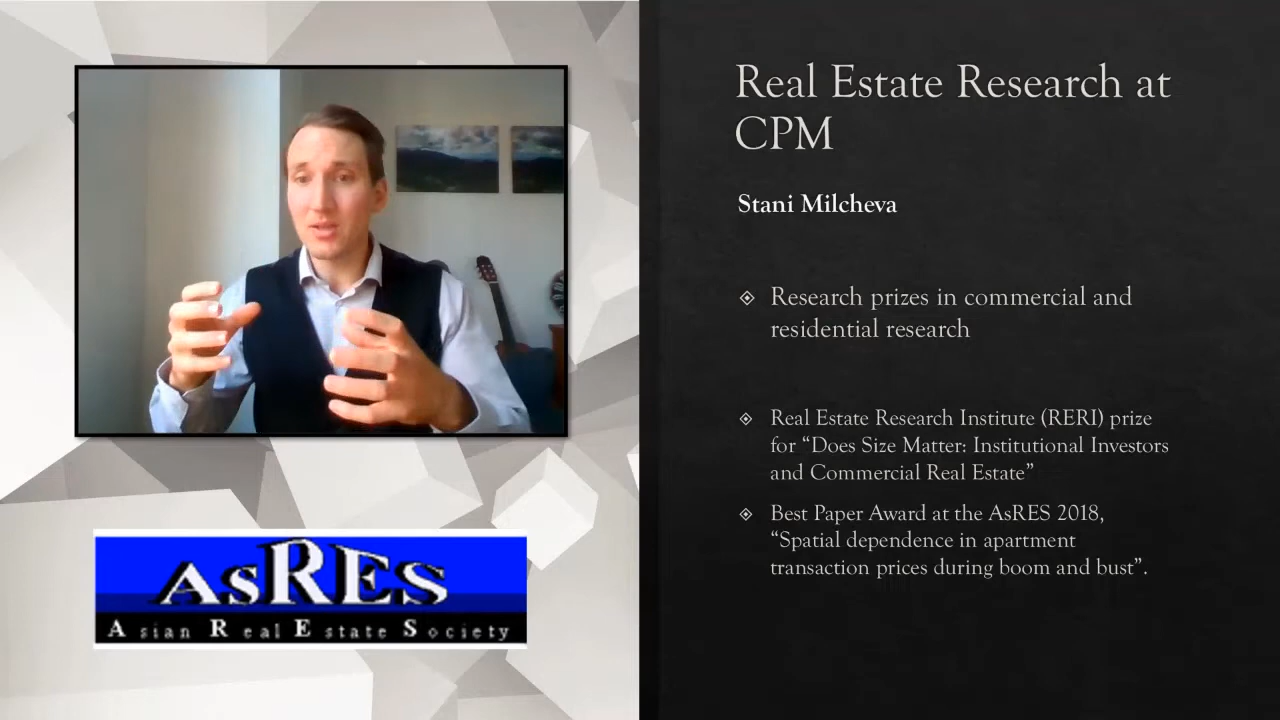 Real Estate Research at
CPM
Stani Milcheva
Research prizes in commercial and
residential research
Real Estate Research Institute (RERI) prize
for “Does Size Matter: Institutional Investors
and Commercial Real Estate”
Best Paper Award at the AsRES 2018,
“Spatial dependence in apartment
transaction prices during boom and bust”.
AsRES
Asian Real Estate Society